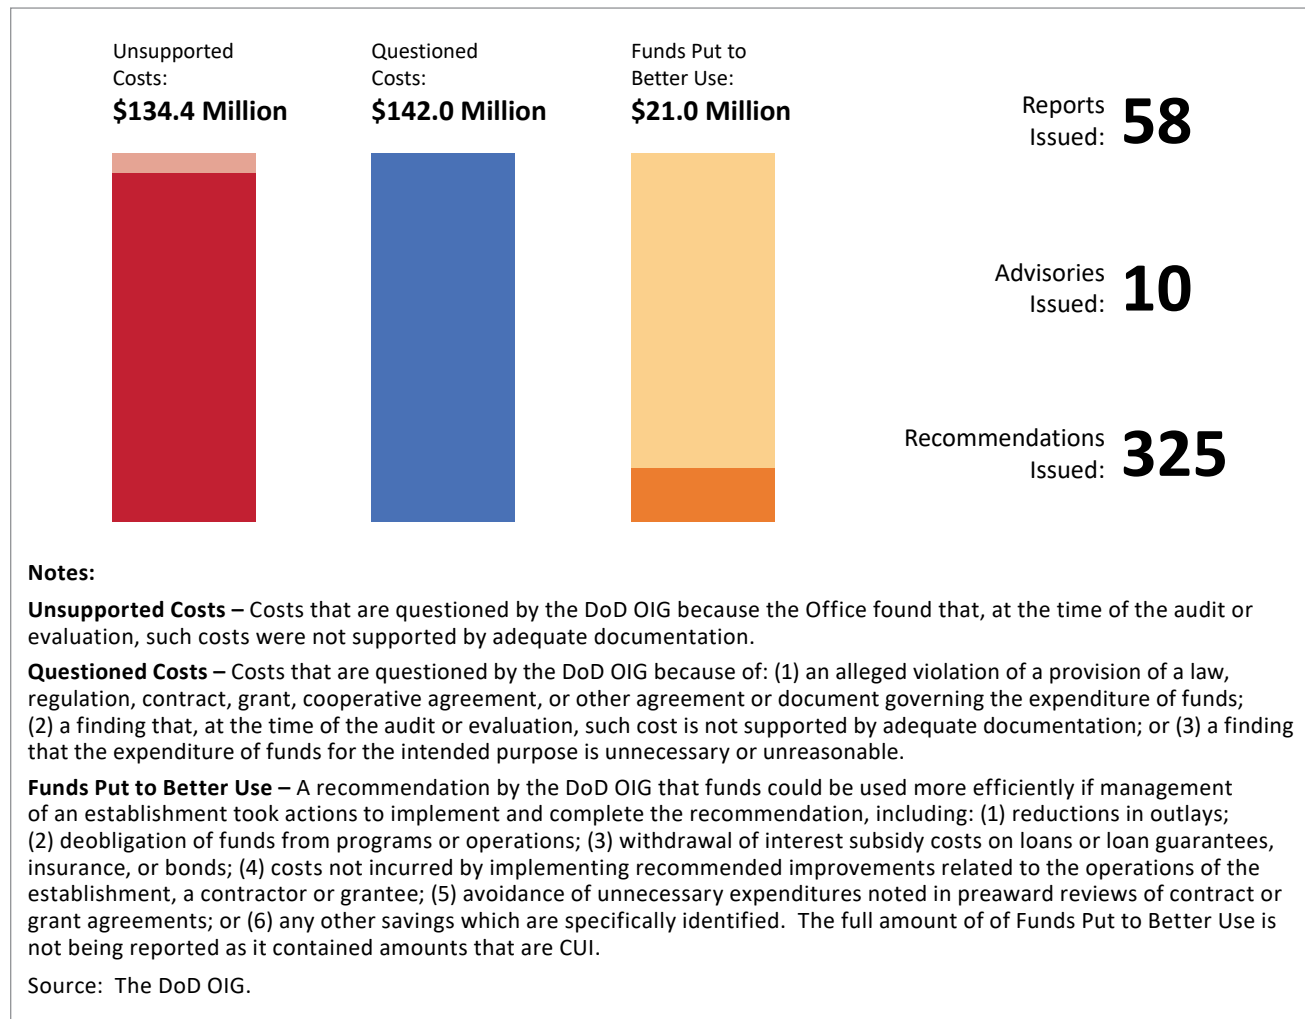 Unsupported
Costs:
$134.4 Million
Questioned
Costs:
$142.0 Million
Funds Put to
Better Use:
$21.0 Million
Reports
Issued:
58
Advisories
Issued:
10
Recommendations
Issued:
325
Notes:
Unsupported Costs – Costs that are questioned by the DoD OIG because the Office found that, at the time of the audit or
evaluation, such costs were not supported by adequate documentation.
Questioned Costs – Costs that are questioned by the DoD OIG because of: (1) an alleged violation of a provision of a law,
regulation, contract, grant, cooperative agreement, or other agreement or document governing the expenditure of funds;
(2) a finding that, at the time of the audit or evaluation, such cost is not supported by adequate documentation; or (3) a finding
that the expenditure of funds for the intended purpose is unnecessary or unreasonable.
Funds Put to Better Use – A recommendation by the DoD OIG that funds could be used more efficiently if management
of an establishment took actions to implement and complete the recommendation, including: (1) reductions in outlays;
(2) deobligation of funds from programs or operations; (3) withdrawal of interest subsidy costs on loans or loan guarantees,
insurance, or bonds; (4) costs not incurred by implementing recommended improvements related to the operations of the
establishment, a contractor or grantee; (5) avoidance of unnecessary expenditures noted in preaward reviews of contract or
grant agreements; or (6) any other savings which are specifically identified.  The full amount of of Funds Put to Better Use is
not being reported as it contained amounts that are CUI.
Source:  The DoD OIG.